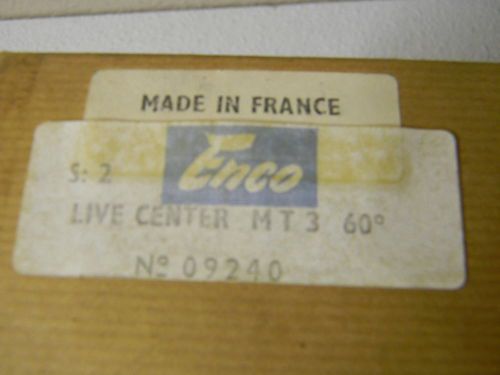 MADE IN FRANCE
Enco
S: 2
LIVE CENTER MT3 60°
Nº 09240